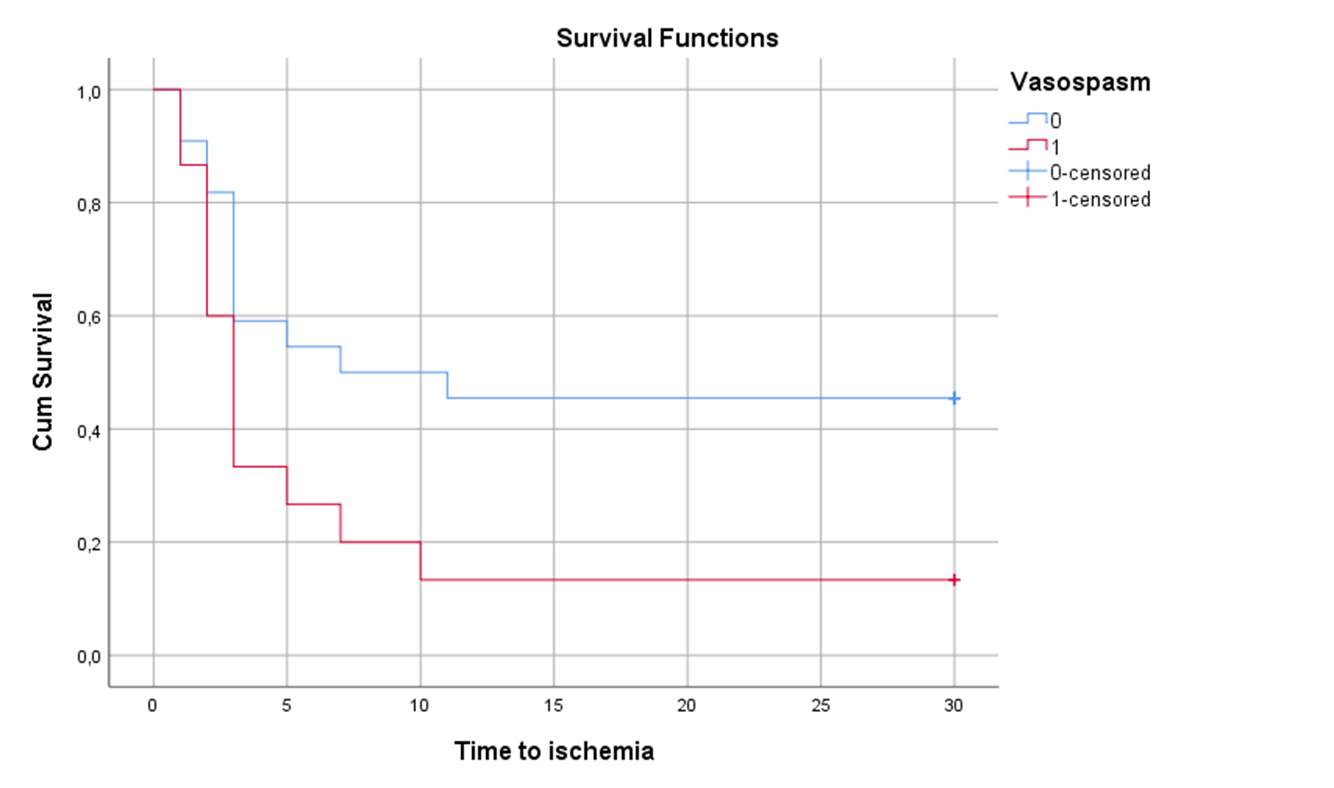 Survival Functions
Vasospasm
0
1
0-censored
1-censored
1,0
0,8
0,6
0,4
0,2
0,0
Cum Survival
0 5 10 15 20 25 30
Time to ischemia